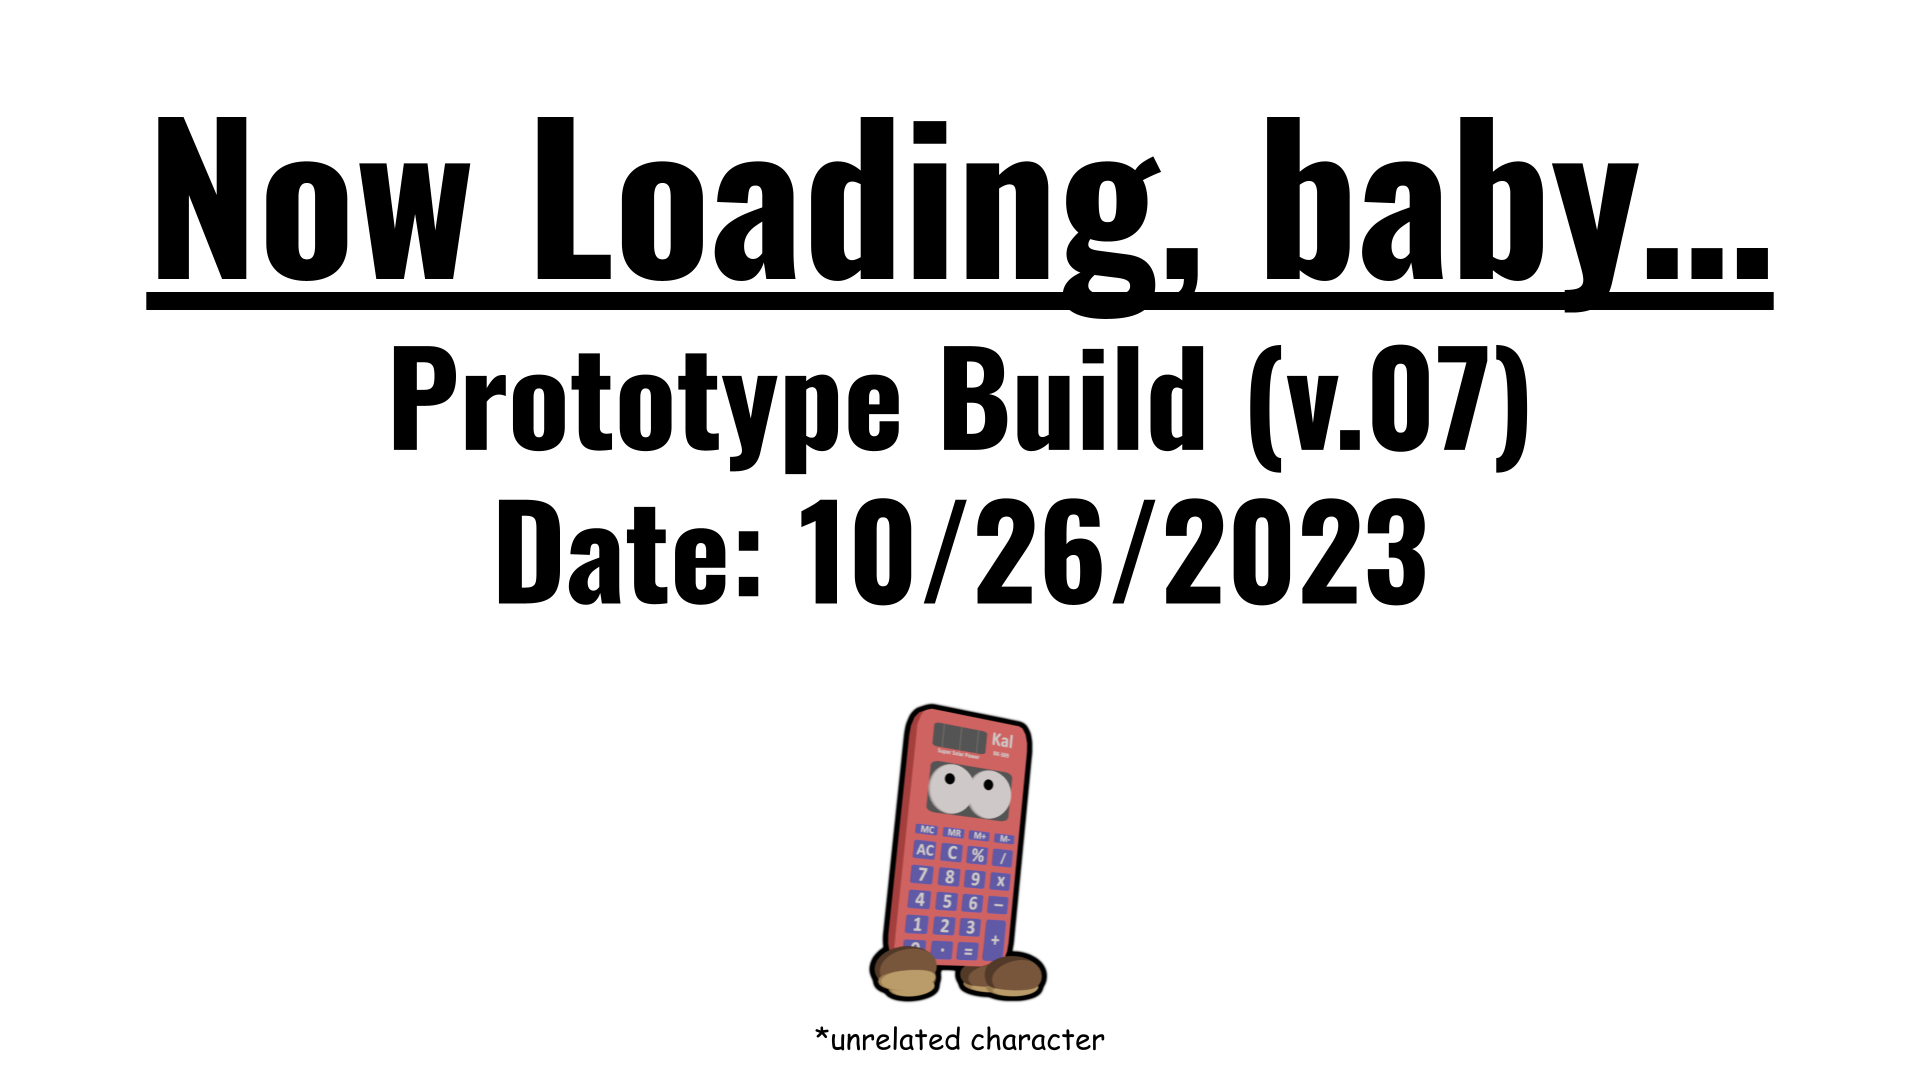 Now Loading, baby...
Prototype Build (v.07)
Date: 10/26/2023
Kal
Super Solar Power
MC MR M+ M-
AC C % /
7 8 9 x
4 5 6 −
1 2 3 +
0 . =
*unrelated character